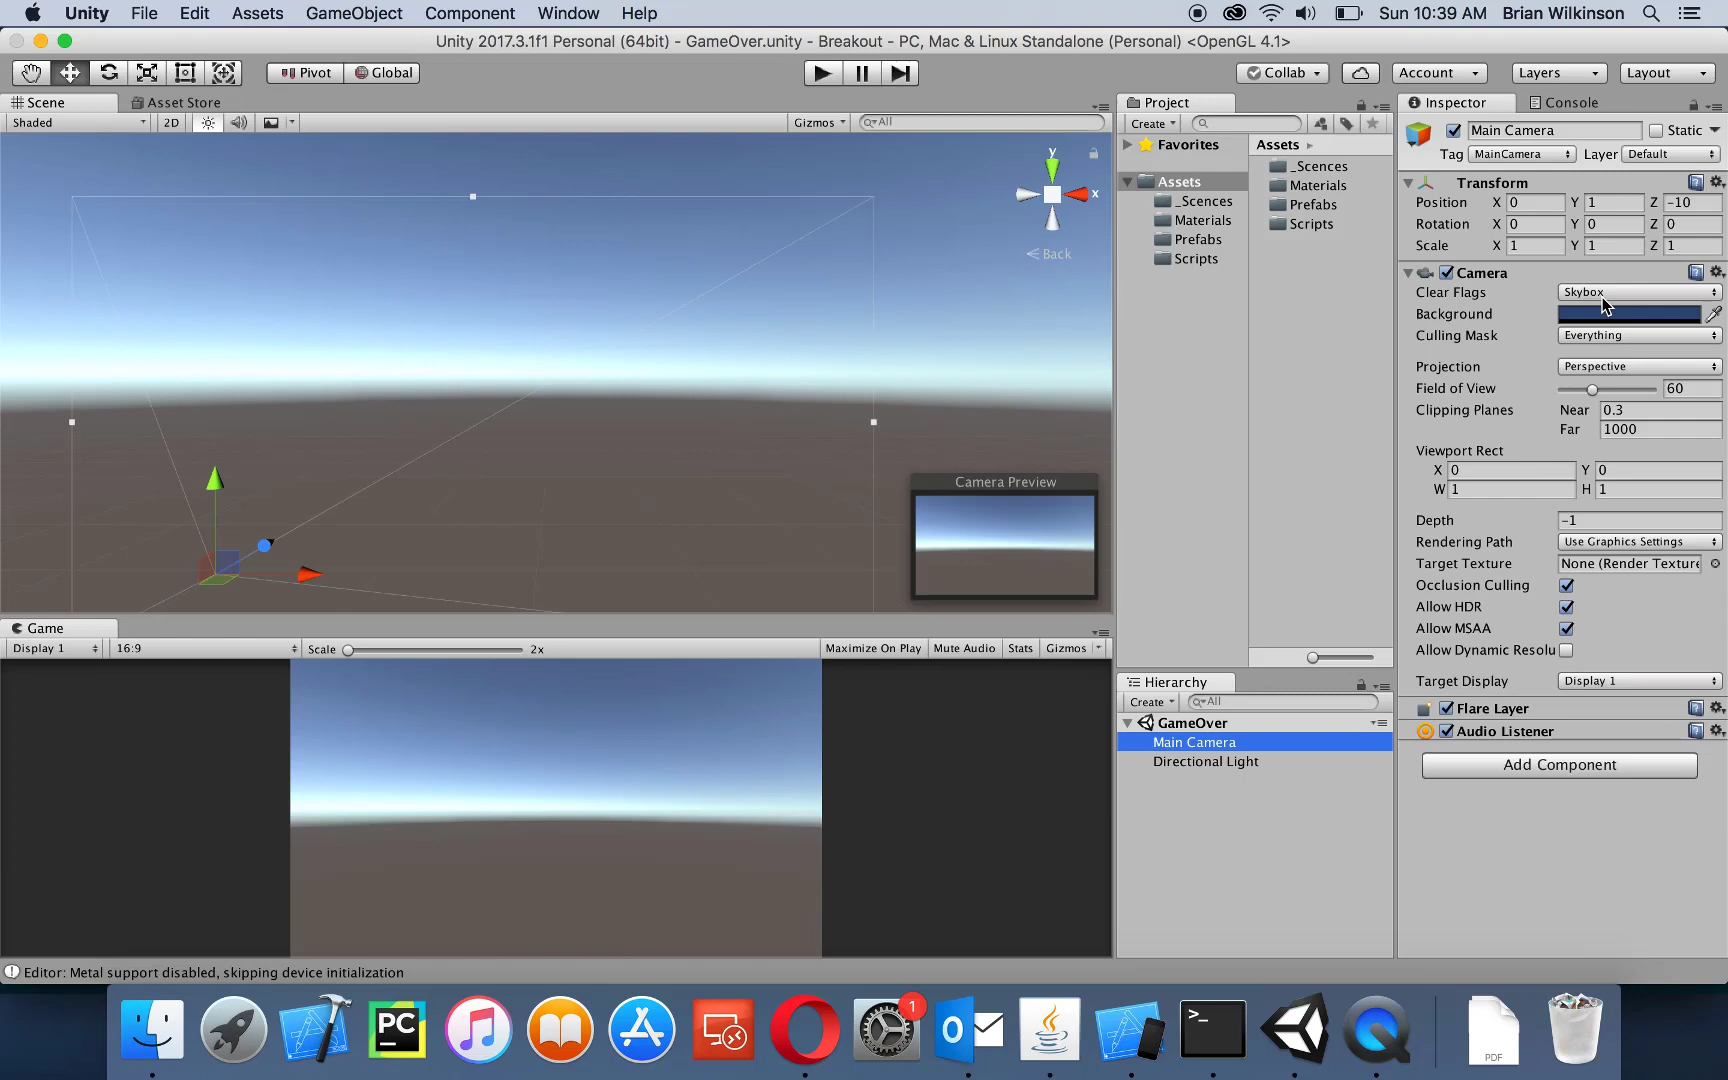 Unity File Edit Assets GameObject Component Window Help Sun 10:39 AM Brian Wilkinson
Unity 2017.3.1f1 Personal (64bit) - GameOver.unity - Breakout - PC, Mac & Linux Standalone (Personal) <OpenGL 4.1>
Pivot Global Collab Account Layers Layout
Scene Asset Store
Shaded 2D Gizmos All
y
x
Back
Camera Preview
Game
Display 1 16:9 Scale 2x Maximize On Play Mute Audio Stats Gizmos
Project
Create
Favorites
Assets
_Scences
Materials
Prefabs
Scripts
Assets
_Scences
Materials
Prefabs
Scripts
Hierarchy
Create All
GameOver
Main Camera
Directional Light
Inspector Console
Main Camera Static
Tag MainCamera Layer Default
Transform
Position X 0 Y 1 Z -10
Rotation X 0 Y 0 Z 0
Scale X 1 Y 1 Z 1
Camera
Clear Flags Skybox
Background
Culling Mask Everything
Projection Perspective
Field of View 60
Clipping Planes Near 0.3
Far 1000
Viewport Rect
X 0 Y 0
W 1 H 1
Depth -1
Rendering Path Use Graphics Settings
Target Texture None (Render Texture
Occlusion Culling
Allow HDR
Allow MSAA
Allow Dynamic Resolu
Target Display Display 1
Flare Layer
Audio Listener
Add Component
Editor: Metal support disabled, skipping device initialization
PC
1
O
>_
PDF